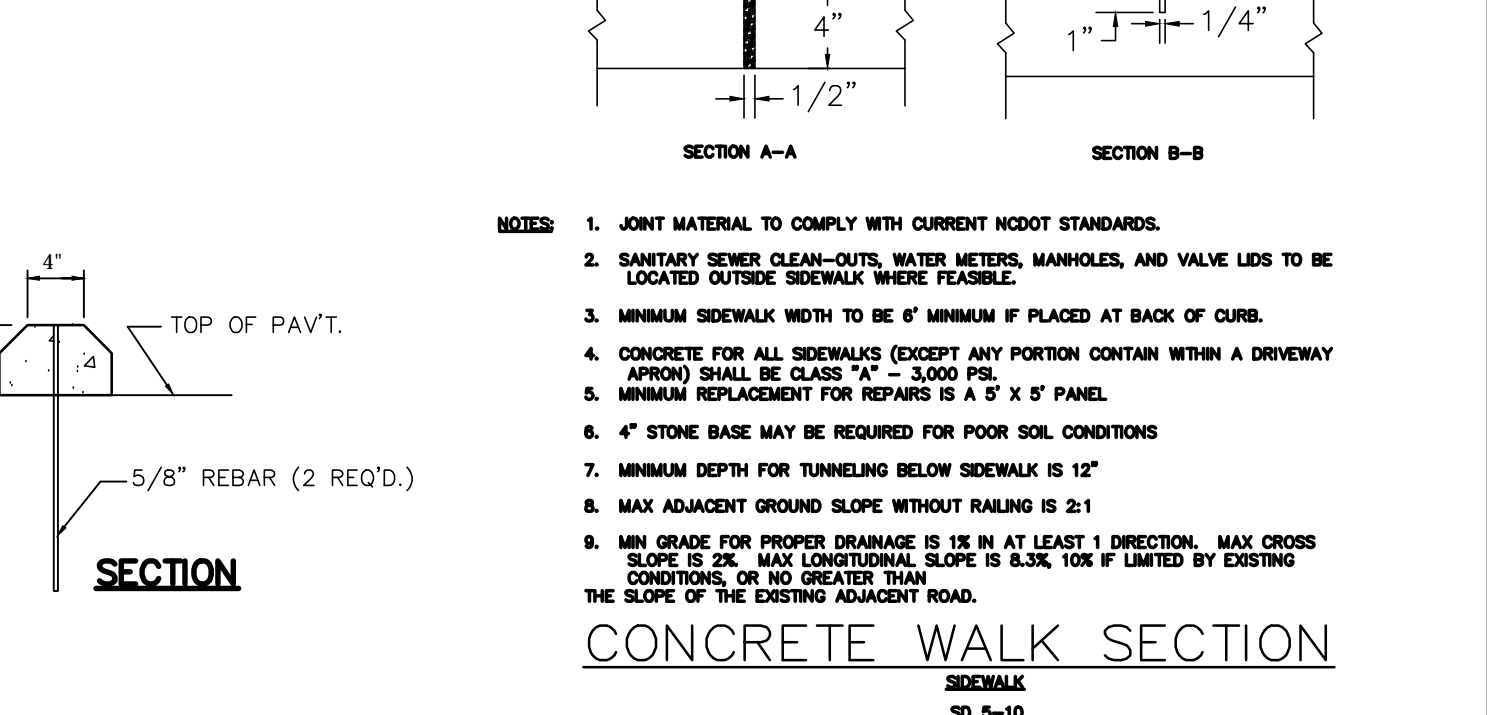 4”
1/2”
SECTION A-A
1”
1/4”
SECTION B-B
4"
TOP OF PAV'T.
5/8” REBAR (2 REQ'D.)
SECTION
NOTES:
1. JOINT MATERIAL TO COMPLY WITH CURRENT NCDOT STANDARDS.
2. SANITARY SEWER CLEAN-OUTS, WATER METERS, MANHOLES, AND VALVE LIDS TO BE
LOCATED OUTSIDE SIDEWALK WHERE FEASIBLE.
3. MINIMUM SIDEWALK WIDTH TO BE 6' MINIMUM IF PLACED AT BACK OF CURB.
4. CONCRETE FOR ALL SIDEWALKS (EXCEPT ANY PORTION CONTAIN WITHIN A DRIVEWAY
APRON) SHALL BE CLASS "A" - 3,000 PSI.
5. MINIMUM REPLACEMENT FOR REPAIRS IS A 5' X 5' PANEL
6. 4" STONE BASE MAY BE REQUIRED FOR POOR SOIL CONDITIONS
7. MINIMUM DEPTH FOR TUNNELING BELOW SIDEWALK IS 12"
8. MAX ADJACENT GROUND SLOPE WITHOUT RAILING IS 2:1
9. MIN GRADE FOR PROPER DRAINAGE IS 1% IN AT LEAST 1 DIRECTION. MAX CROSS
SLOPE IS 2%. MAX LONGITUDINAL SLOPE IS 8.3%, 10% IF LIMITED BY EXISTING
CONDITIONS, OR NO GREATER THAN
THE SLOPE OF THE EXISTING ADJACENT ROAD.
CONCRETE WALK SECTION
SIDEWALK
SD 5-10